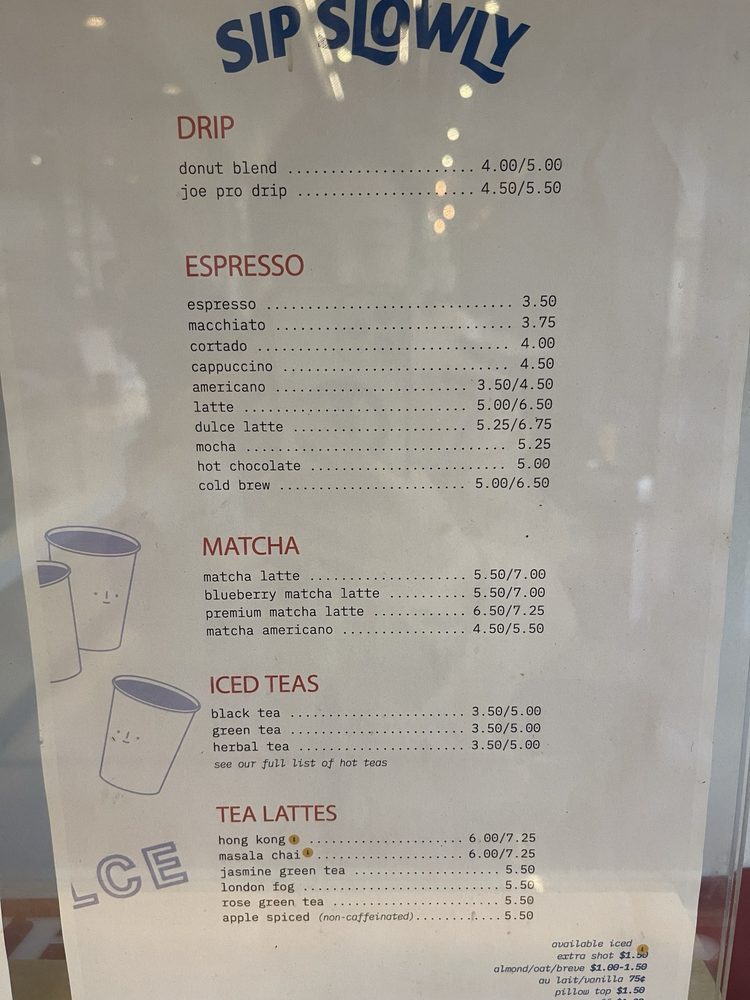 SIP SLOWLY
DRIP
donut blend ...................... 4.00/5.00
joe pro drip ..................... 4.50/5.50
ESPRESSO
espresso .............................. 3.50
macchiato ............................. 3.75
cortado ............................... 4.00
cappuccino ............................ 4.50
americano ........................ 3.50/4.50
latte ............................ 5.00/6.50
dulce latte ...................... 5.25/6.75
mocha ................................. 5.25
hot chocolate ......................... 5.00
cold brew ........................ 5.00/6.50
MATCHA
matcha latte .................... 5.50/7.00
blueberry matcha latte .......... 5.50/7.00
premium matcha latte ............ 6.50/7.25
matcha americano ................ 4.50/5.50
ICED TEAS
black tea ........................ 3.50/5.00
green tea ........................ 3.50/5.00
herbal tea ....................... 3.50/5.00
see our full list of hot teas
TEA LATTES
hong kong i ...................... 6.00/7.25
masala chai i .................... 6.00/7.25
jasmine green tea ..................... 5.50
london fog ............................ 5.50
rose green tea ........................ 5.50
apple spiced (non-caffeinated)............ 5.50
LCE
available iced i
extra shot $1.50
almond/oat/breve $1.00-1.50
au lait/vanilla 75¢
pillow top $1.50